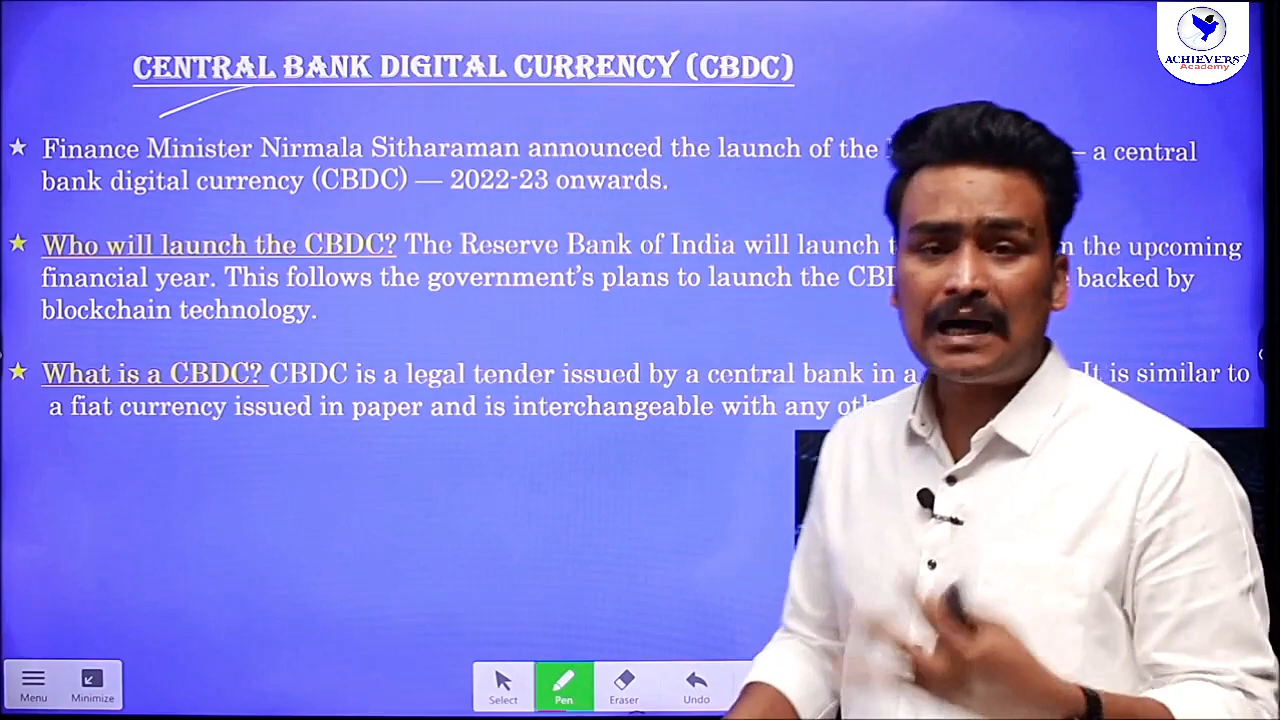 CENTRAL BANK DIGITAL CURRENCY (CBDC)
ACHIEVERS
Academy
Finance Minister Nirmala Sitharaman announced the launch of the — a central
bank digital currency (CBDC) — 2022-23 onwards.
Who will launch the CBDC? The Reserve Bank of India will launch the upcoming
financial year. This follows the government's plans to launch the backed by
blockchain technology.
What is a CBDC? CBDC is a legal tender issued by a central bank in a It is similar to
a fiat currency issued in paper and is interchangeable with any
Menu
Minimize
Select
Pen
Eraser
Undo